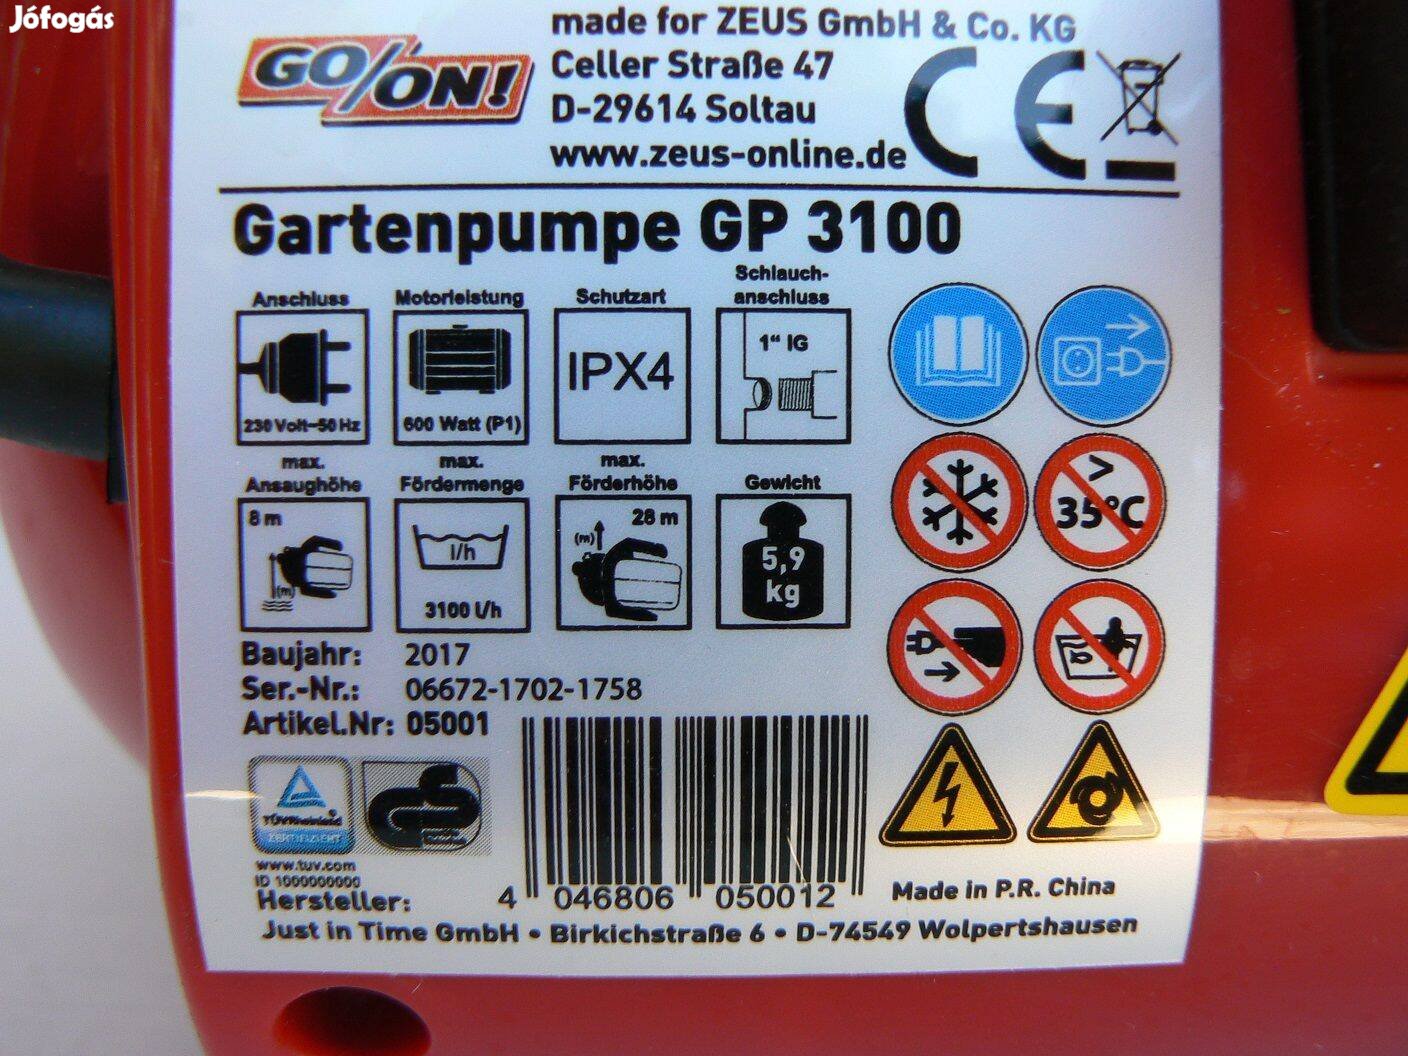 Jófogás
GO/ON!
made for ZEUS GmbH & Co. KG
Celler Straße 47
D-29614 Soltau
www.zeus-online.de
CE
Gartenpumpe GP 3100
Anschluss
230 Volt~50 Hz
Motorleistung
600 Watt (P1)
Schutzart
IPX4
Schlauch-
anschluss
1“ IG
max.
Ansaughöhe
8 m
(m)
max.
Fördermenge
l/h
3100 l/h
max.
Förderhöhe
28 m
(m)
Gewicht
5,9
kg
>
35°C
Baujahr: 2017
Ser.-Nr.: 06672-1702-1758
Artikel.Nr: 05001
TÜVRheinland
ZERTIFIZIERT
www.tuv.com
ID 1000000000
4 046806 050012
Made in P.R. China
Hersteller:
Just in Time GmbH • Birkichstraße 6 • D-74549 Wolpertshausen